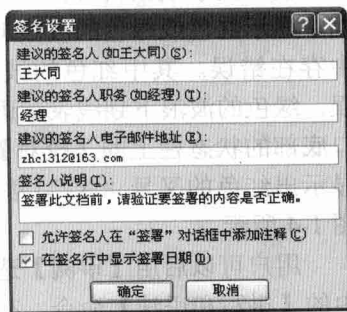 签名设置
建议的签名人(如王大同)(S):
王大同
建议的签名人职务(如经理)(T):
经理
建议的签名人电子邮件地址(E):
zhc1312@163.com
签名人说明(I):
签署此文档前，请验证要签署的内容是否正确。
允许签名人在“签署”对话框中添加注释(C)
在签名行中显示签署日期(D)
确定
取消